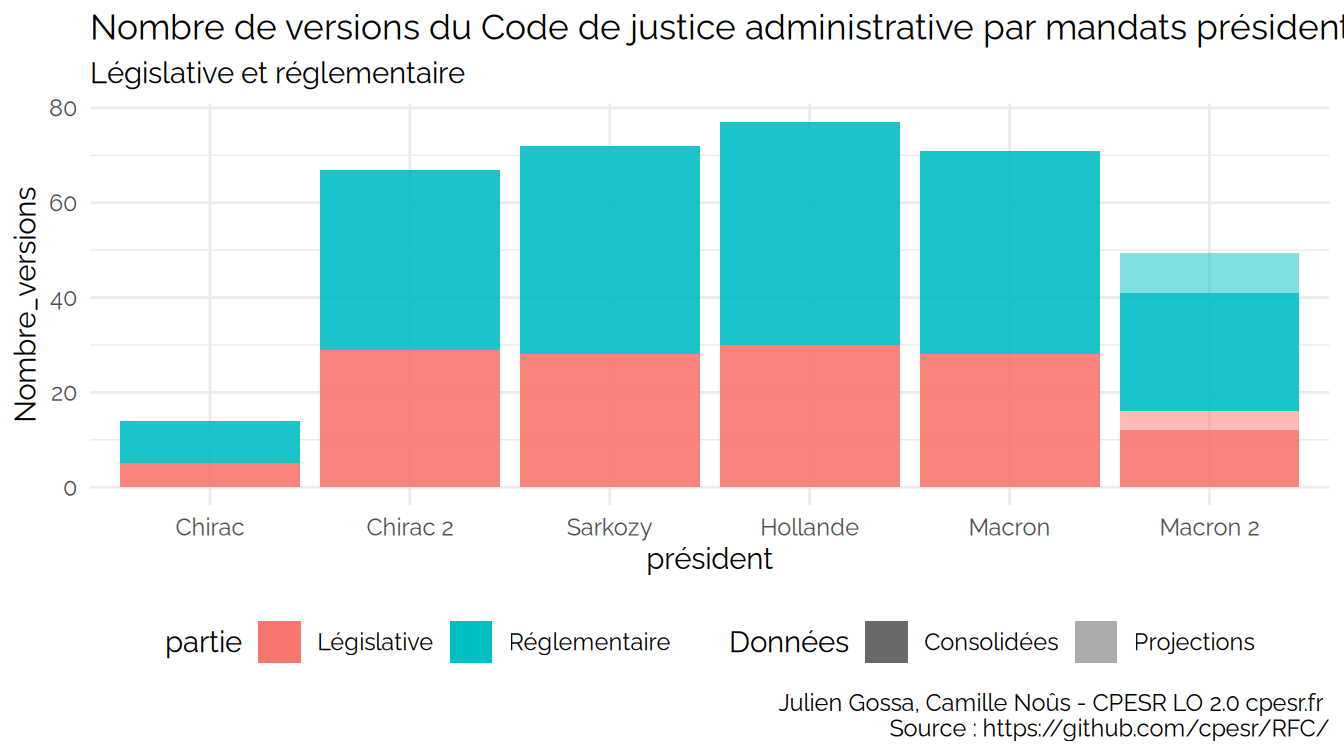 Nombre de versions du Code de justice administrative par mandats président
Législative et réglementaire
Nombre_versions
80
60
40
20
0
Chirac Chirac 2 Sarkozy Hollande Macron Macron 2
président
partie Législative Réglementaire Données Consolidées Projections
Julien Gossa, Camille Noûs - CPESR LO 2.0 cpesr.fr
Source : https://github.com/cpesr/RFC/